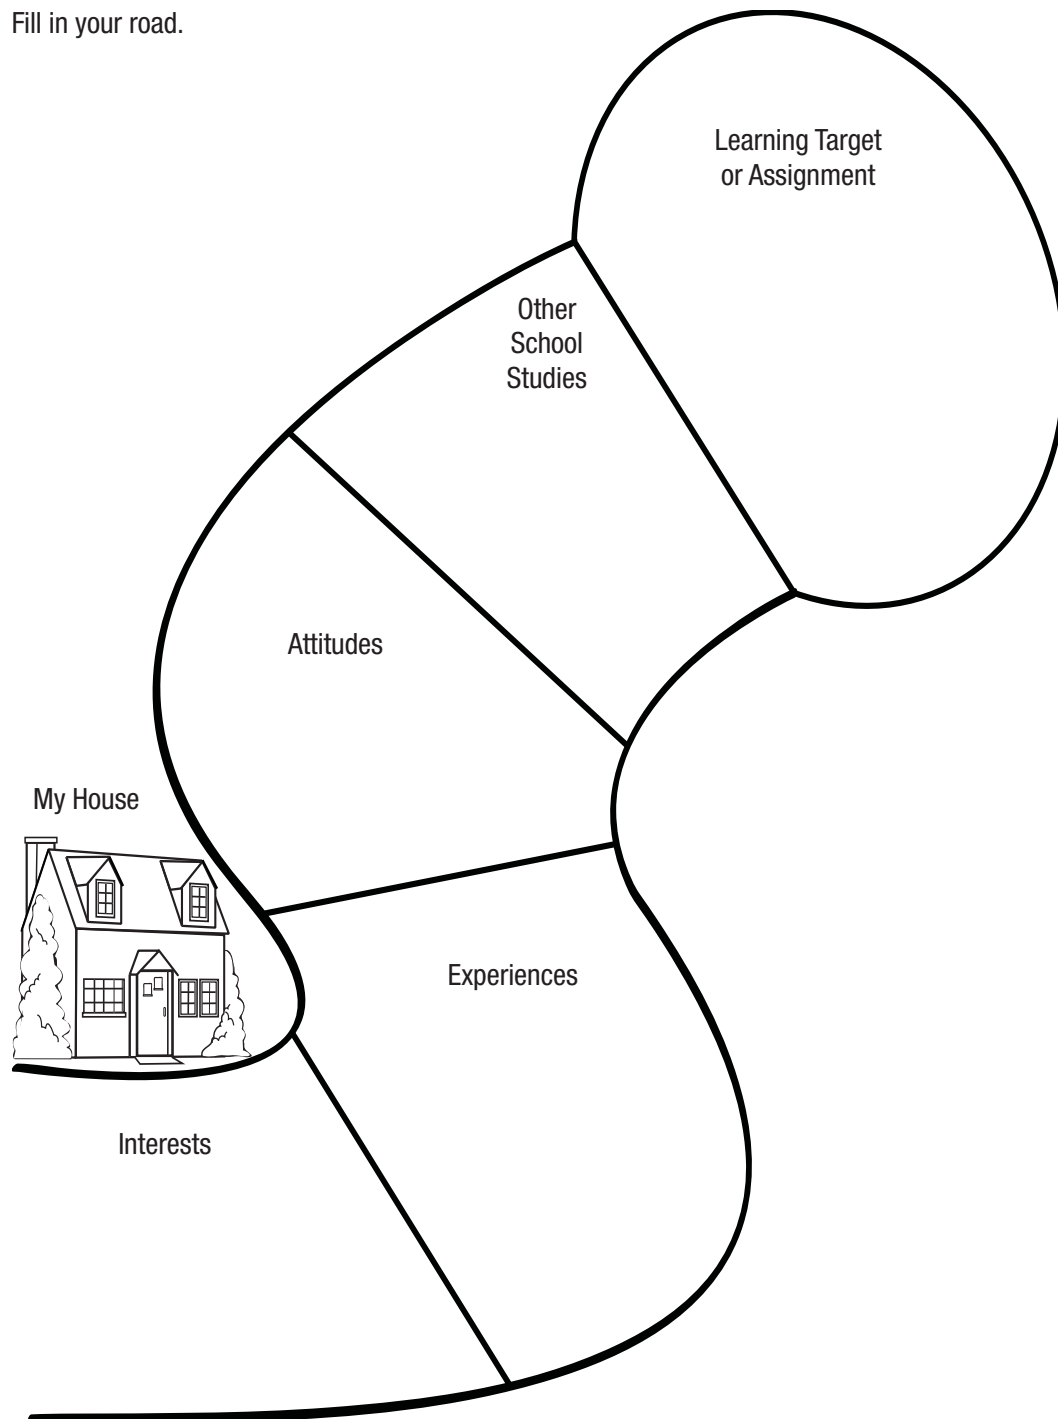 Fill in your road.
Learning Target
or Assignment
Other
School
Studies
Attitudes
My House
Experiences
Interests